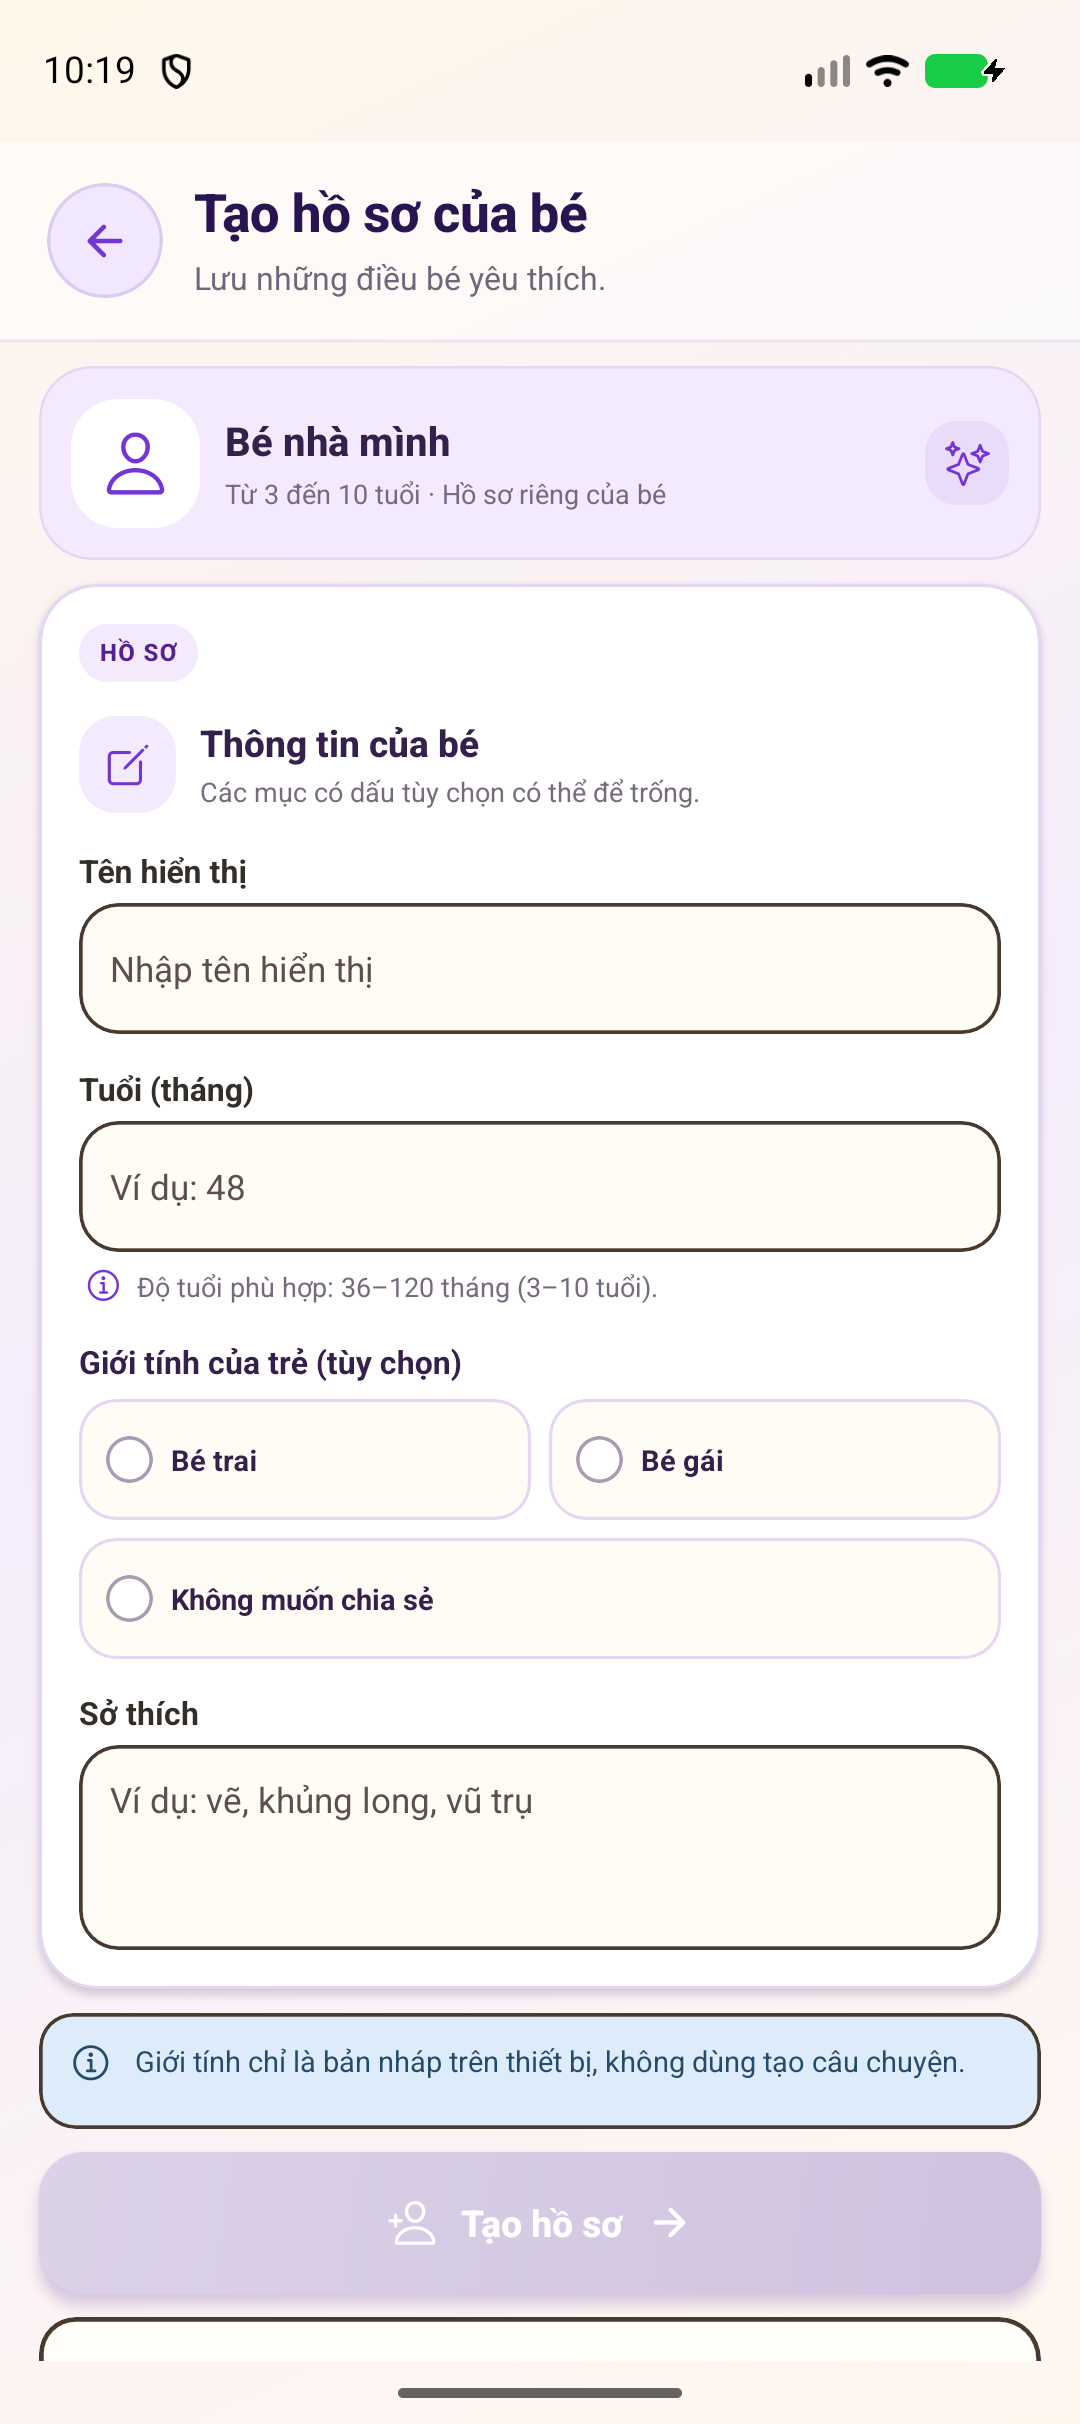 10:19
Tạo hồ sơ của bé
Lưu những điều bé yêu thích.
Bé nhà mình
Từ 3 đến 10 tuổi · Hồ sơ riêng của bé
HỒ SƠ
Thông tin của bé
Các mục có dấu tùy chọn có thể để trống.
Tên hiển thị
Nhập tên hiển thị
Tuổi (tháng)
Ví dụ: 48
Độ tuổi phù hợp: 36–120 tháng (3–10 tuổi).
Giới tính của trẻ (tùy chọn)
Bé trai
Bé gái
Không muốn chia sẻ
Sở thích
Ví dụ: vẽ, khủng long, vũ trụ
Giới tính chỉ là bản nháp trên thiết bị, không dùng tạo câu chuyện.
Tạo hồ sơ